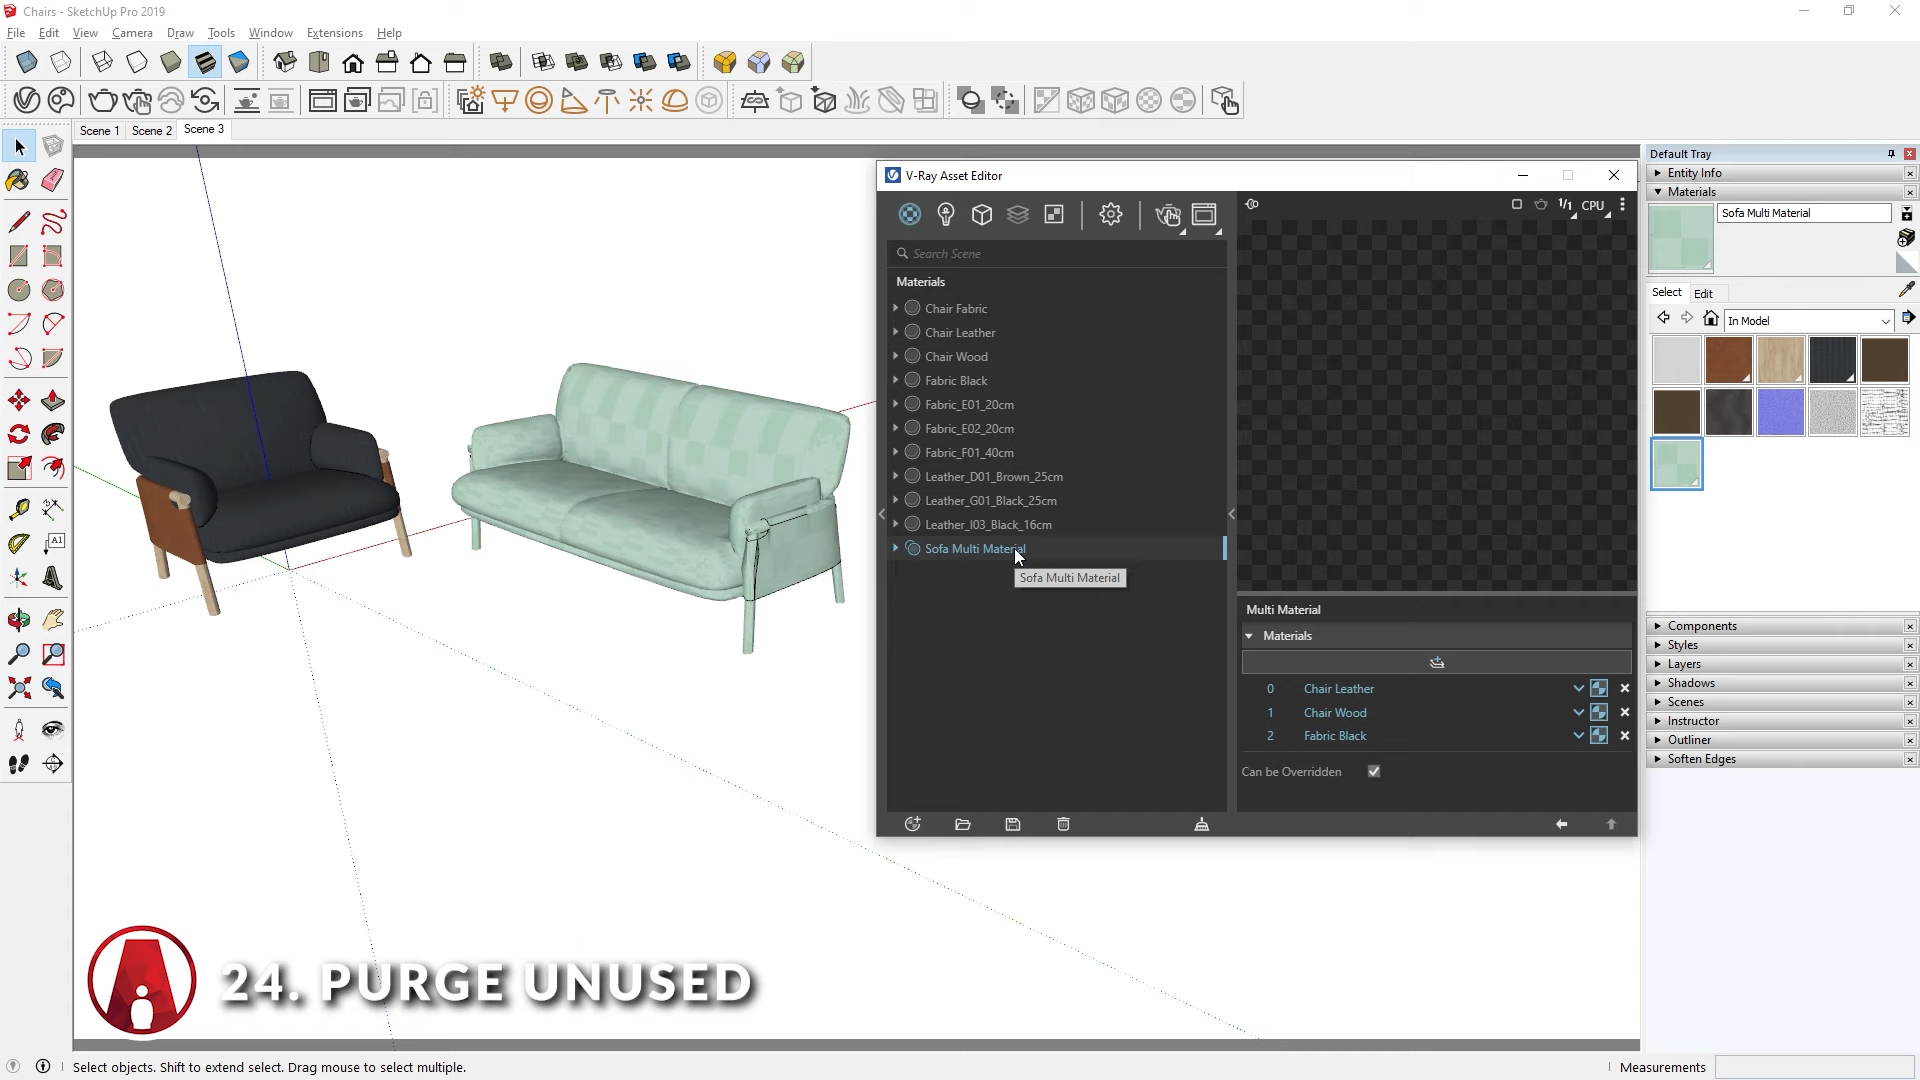 Chairs - SketchUp Pro 2019
File Edit View Camera Draw Tools Window Extensions Help
Scene 1 Scene 2 Scene 3
V-Ray Asset Editor
1/1 CPU
Search Scene
Materials
Chair Fabric
Chair Leather
Chair Wood
Fabric Black
Fabric_E01_20cm
Fabric_E02_20cm
Fabric_F01_40cm
Leather_D01_Brown_25cm
Leather_G01_Black_25cm
Leather_I03_Black_16cm
Sofa Multi Material
Sofa Multi Material
Multi Material
Materials
0 Chair Leather
1 Chair Wood
2 Fabric Black
Can be Overridden
Default Tray
Entity Info
Materials
Sofa Multi Material
Select Edit
In Model
Components
Styles
Layers
Shadows
Scenes
Instructor
Outliner
Soften Edges
A1
24. PURGE UNUSED
Select objects. Shift to extend select. Drag mouse to select multiple.
Measurements